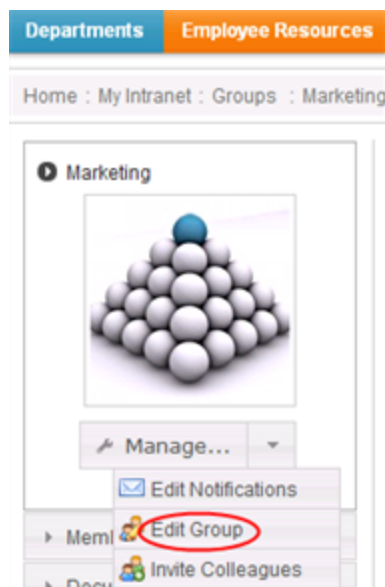 Departments Employee Resources
Home : My Intranet : Groups : Marketing
Marketing
Manage...
Edit Notifications
Edit Group
Invite Colleagues